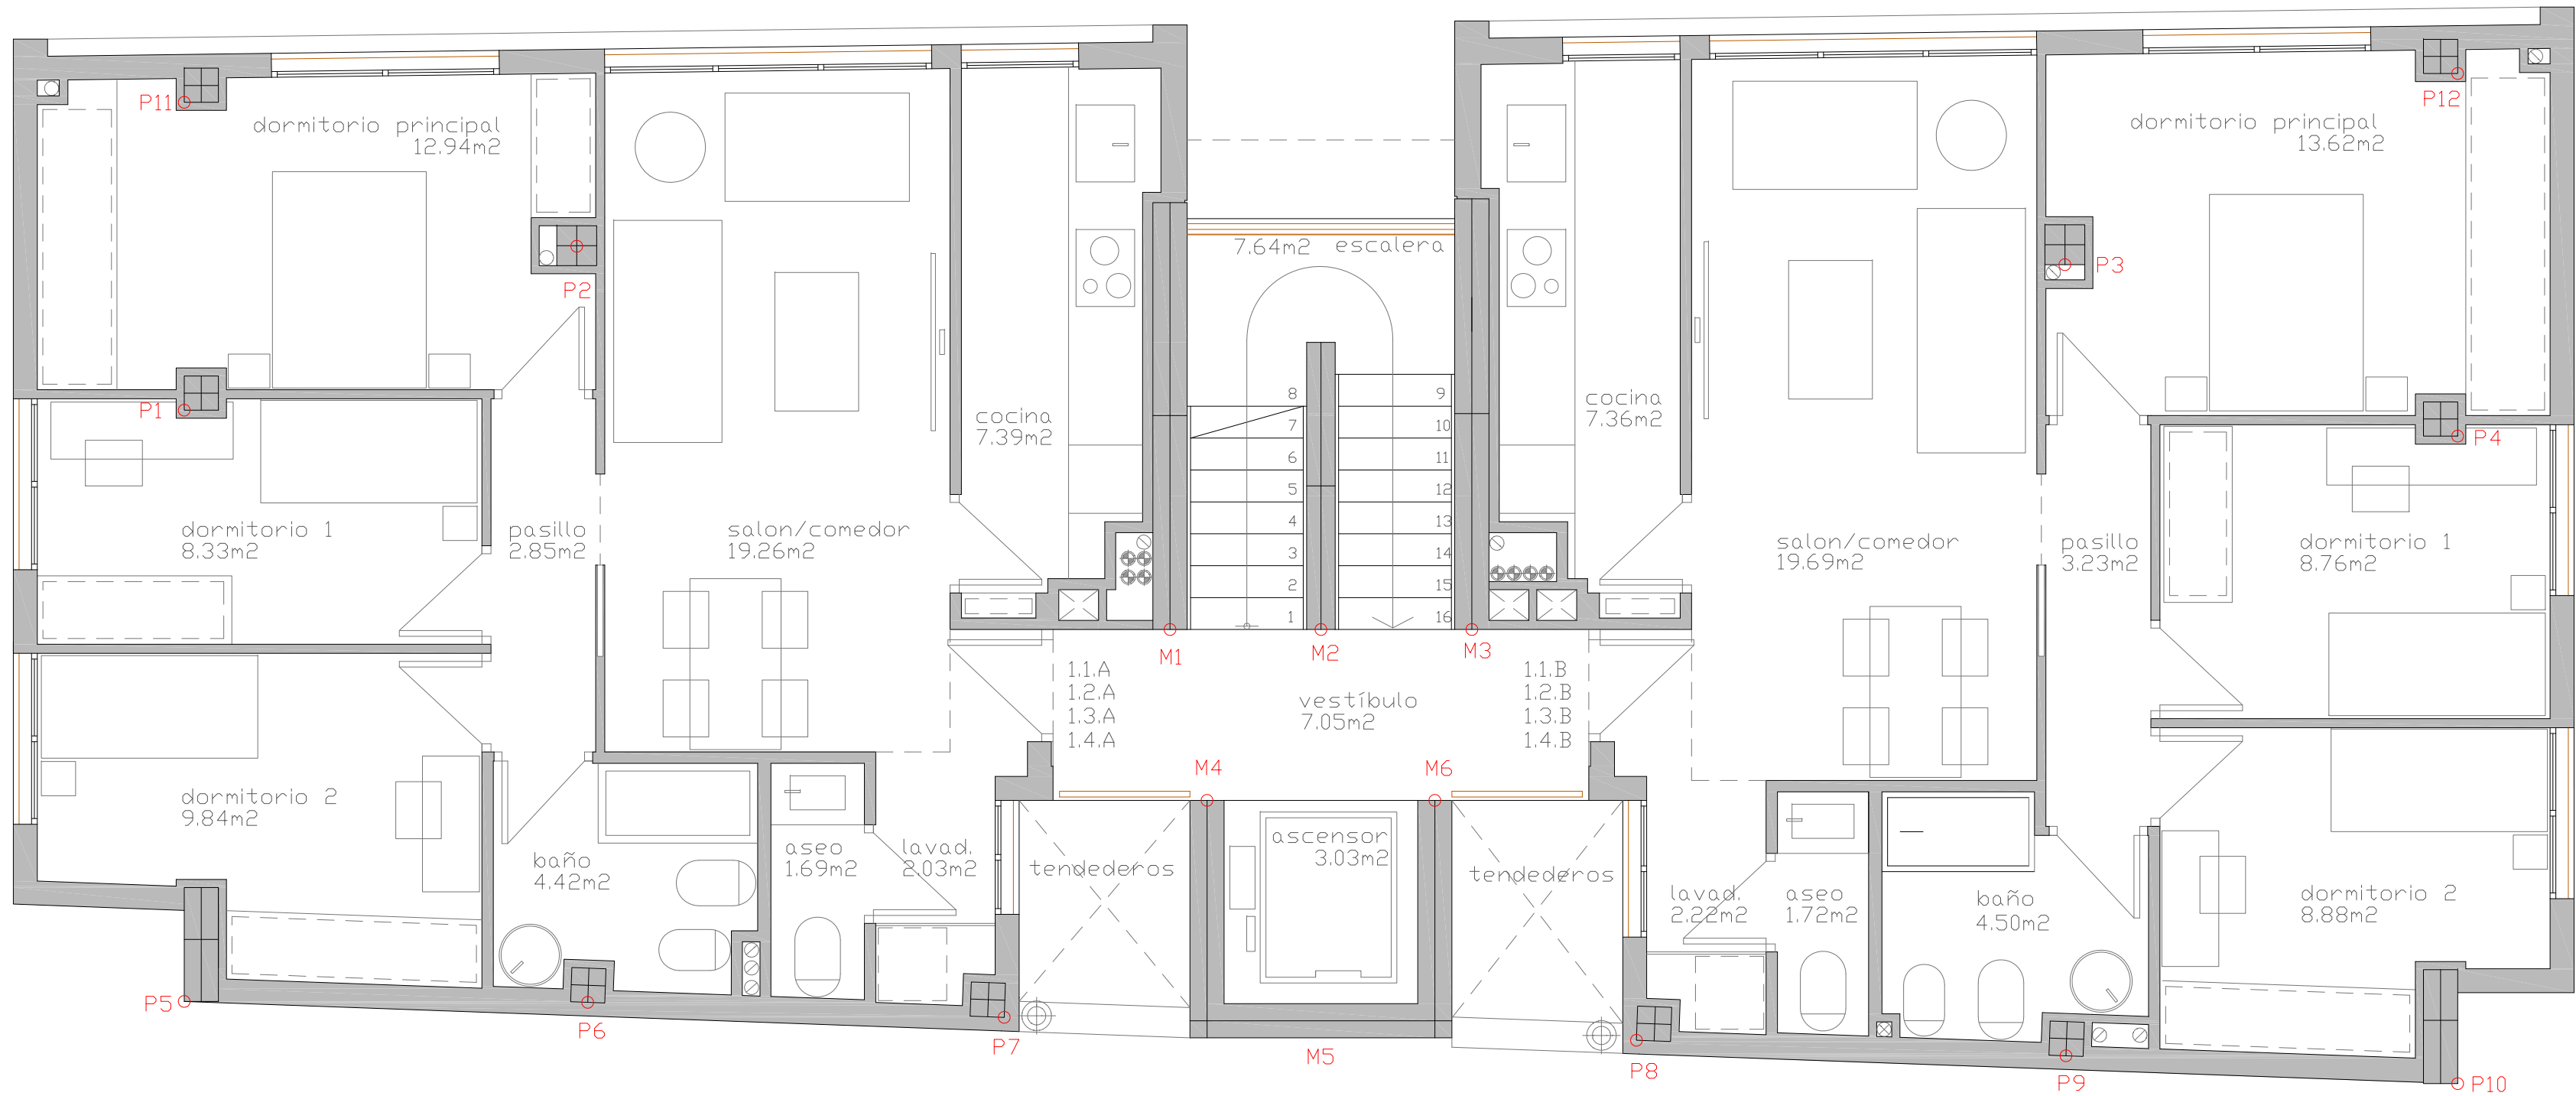 P11
dormitorio principal
12.94m2
P2
P1
dormitorio 1
8.33m2
pasillo
2.85m2
salon/comedor
19.26m2
cocina
7.39m2
dormitorio 2
9.84m2
baño
4.42m2
aseo
1.69m2
lavad.
2.03m2
tendederos
P5
P6
P7
7.64m2 escalera
8
7
6
5
4
3
2
1
9
10
11
12
13
14
15
16
M1
M2
M3
1.1.A
1.2.A
1.3.A
1.4.A
vestíbulo
7.05m2
1.1.B
1.2.B
1.3.B
1.4.B
M4
M6
ascensor
3.03m2
M5
tendederos
cocina
7.36m2
salon/comedor
19.69m2
P12
dormitorio principal
13.62m2
P3
P4
pasillo
3.23m2
dormitorio 1
8.76m2
lavad.
2.22m2
aseo
1.72m2
baño
4.50m2
dormitorio 2
8.88m2
P8
P9
P10